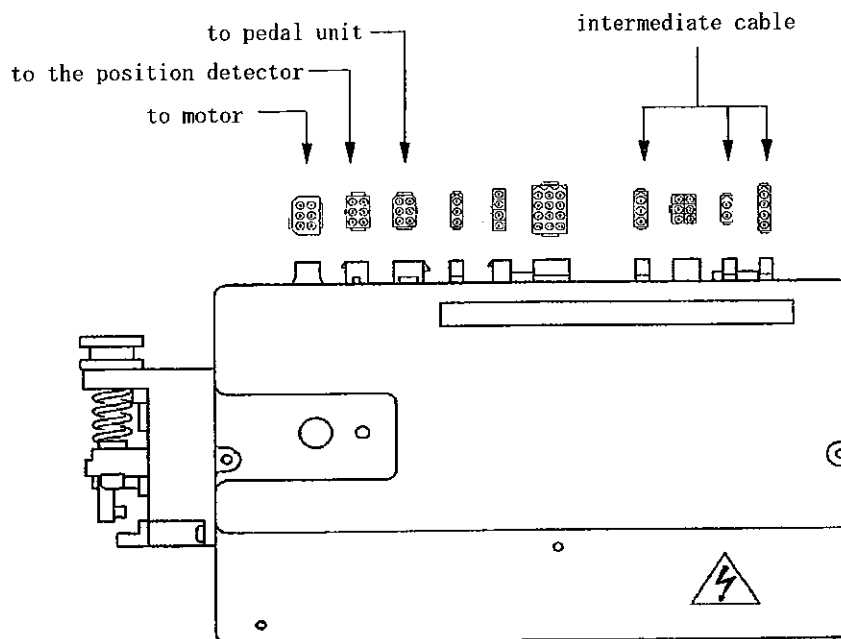 to pedal unit
intermediate cable
to the position detector
to motor